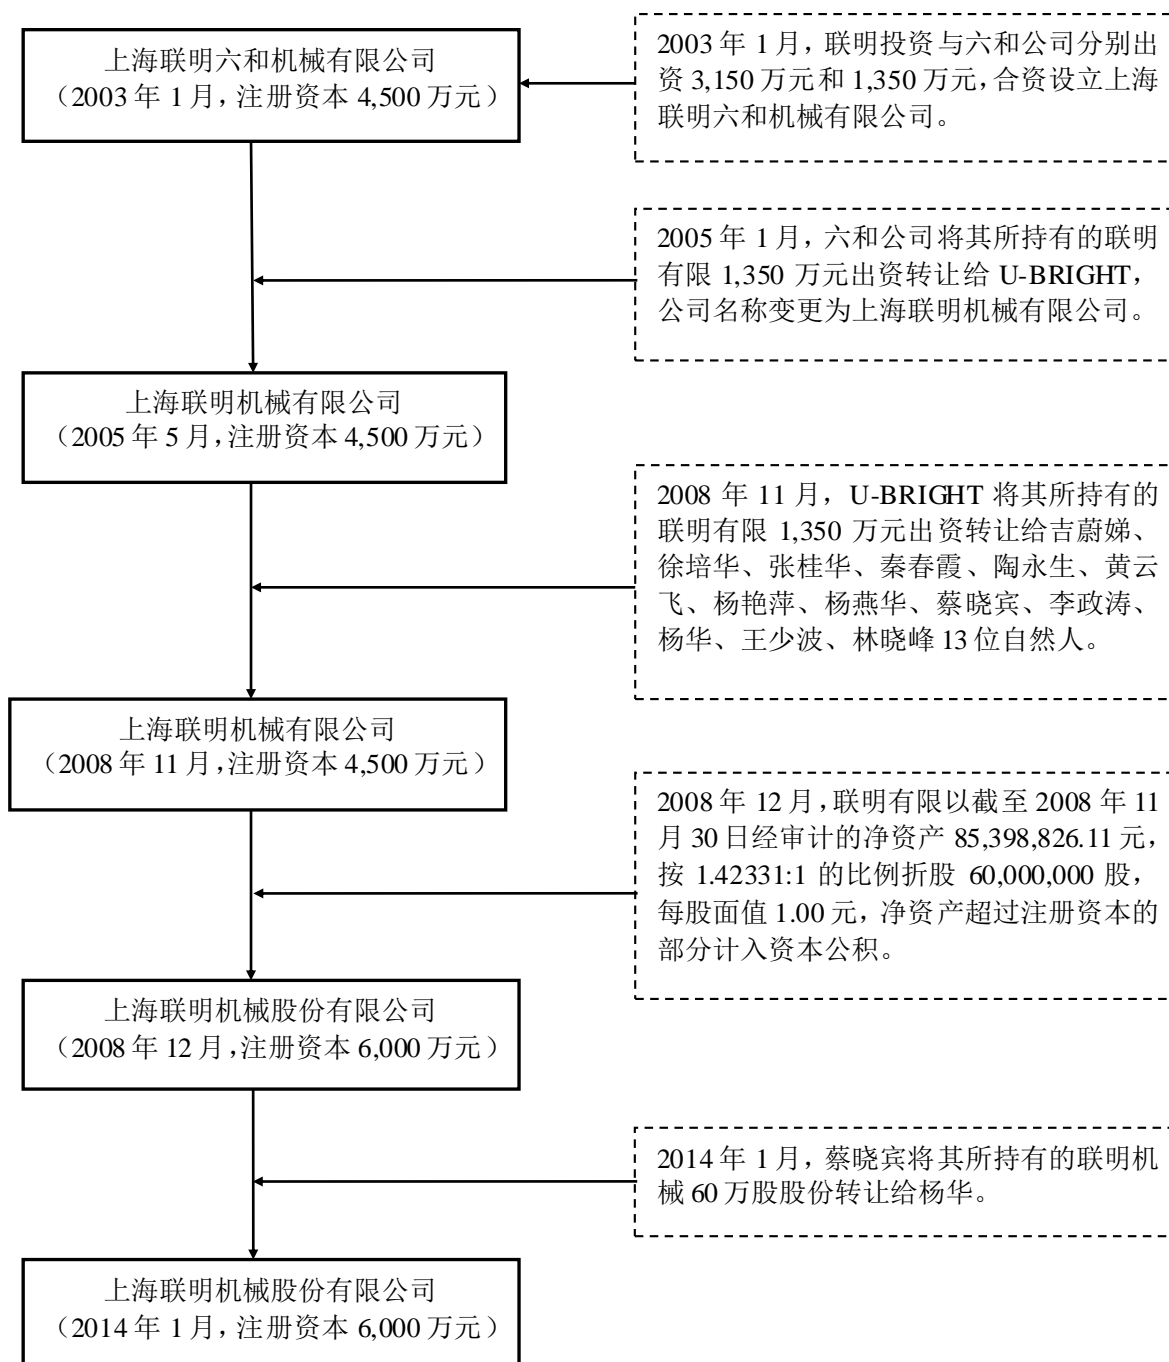 上海联明六和机械有限公司
（2003 年 1 月，注册资本 4,500 万元）
2003 年 1 月，联明投资与六和公司分别出
资 3,150 万元和 1,350 万元，合资设立上海
联明六和机械有限公司。
2005 年 1 月，六和公司将其所持有的联明
有限 1,350 万元出资转让给 U-BRIGHT，
公司名称变更为上海联明机械有限公司。
上海联明机械有限公司
（2005 年 5 月，注册资本 4,500 万元）
2008 年 11 月，U-BRIGHT 将其所持有的
联明有限 1,350 万元出资转让给吉蔚娣、
徐培华、张桂华、秦春霞、陶永生、黄云
飞、杨艳萍、杨燕华、蔡晓宾、李政涛、
杨华、王少波、林晓峰 13 位自然人。
上海联明机械有限公司
（2008 年 11 月，注册资本 4,500 万元）
2008 年 12 月，联明有限以截至 2008 年 11
月 30 日经审计的净资产 85,398,826.11 元，
按 1.42331:1 的比例折股 60,000,000 股，
每股面值 1.00 元，净资产超过注册资本的
部分计入资本公积。
上海联明机械股份有限公司
（2008 年 12 月，注册资本 6,000 万元）
2014 年 1 月，蔡晓宾将其所持有的联明机
械 60 万股股份转让给杨华。
上海联明机械股份有限公司
（2014 年 1 月，注册资本 6,000 万元）